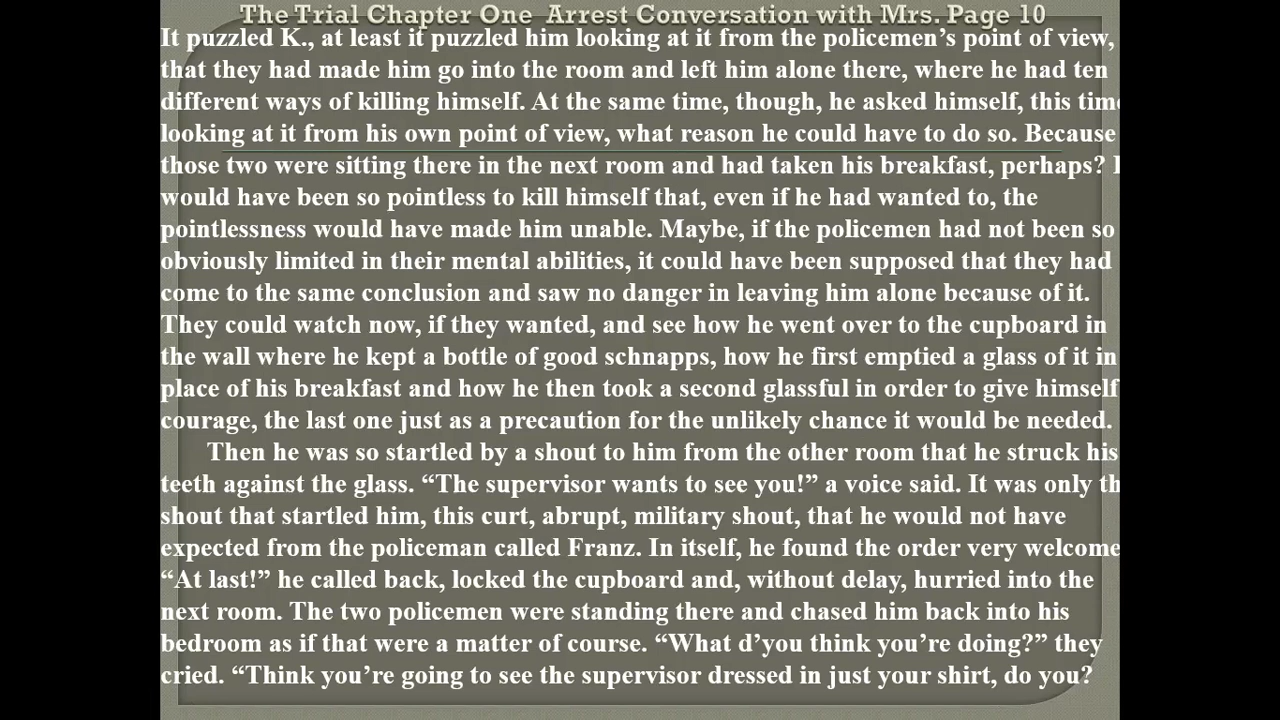 The Trial Chapter One Arrest Conversation with Mrs. Page 10
It puzzled K., at least it puzzled him looking at it from the policemen’s point of view,
that they had made him go into the room and left him alone there, where he had ten
different ways of killing himself. At the same time, though, he asked himself, this time
looking at it from his own point of view, what reason he could have to do so. Because
those two were sitting there in the next room and had taken his breakfast, perhaps?
would have been so pointless to kill himself that, even if he had wanted to, the
pointlessness would have made him unable. Maybe, if the policemen had not been so
obviously limited in their mental abilities, it could have been supposed that they had
come to the same conclusion and saw no danger in leaving him alone because of it.
They could watch now, if they wanted, and see how he went over to the cupboard in
the wall where he kept a bottle of good schnapps, how he first emptied a glass of it in
place of his breakfast and how he then took a second glassful in order to give himself
courage, the last one just as a precaution for the unlikely chance it would be needed.
Then he was so startled by a shout to him from the other room that he struck his
teeth against the glass. “The supervisor wants to see you!” a voice said. It was only th
shout that startled him, this curt, abrupt, military shout, that he would not have
expected from the policeman called Franz. In itself, he found the order very welcome
“At last!” he called back, locked the cupboard and, without delay, hurried into the
next room. The two policemen were standing there and chased him back into his
bedroom as if that were a matter of course. “What d’you think you’re doing?” they
cried. “Think you’re going to see the supervisor dressed in just your shirt, do you?